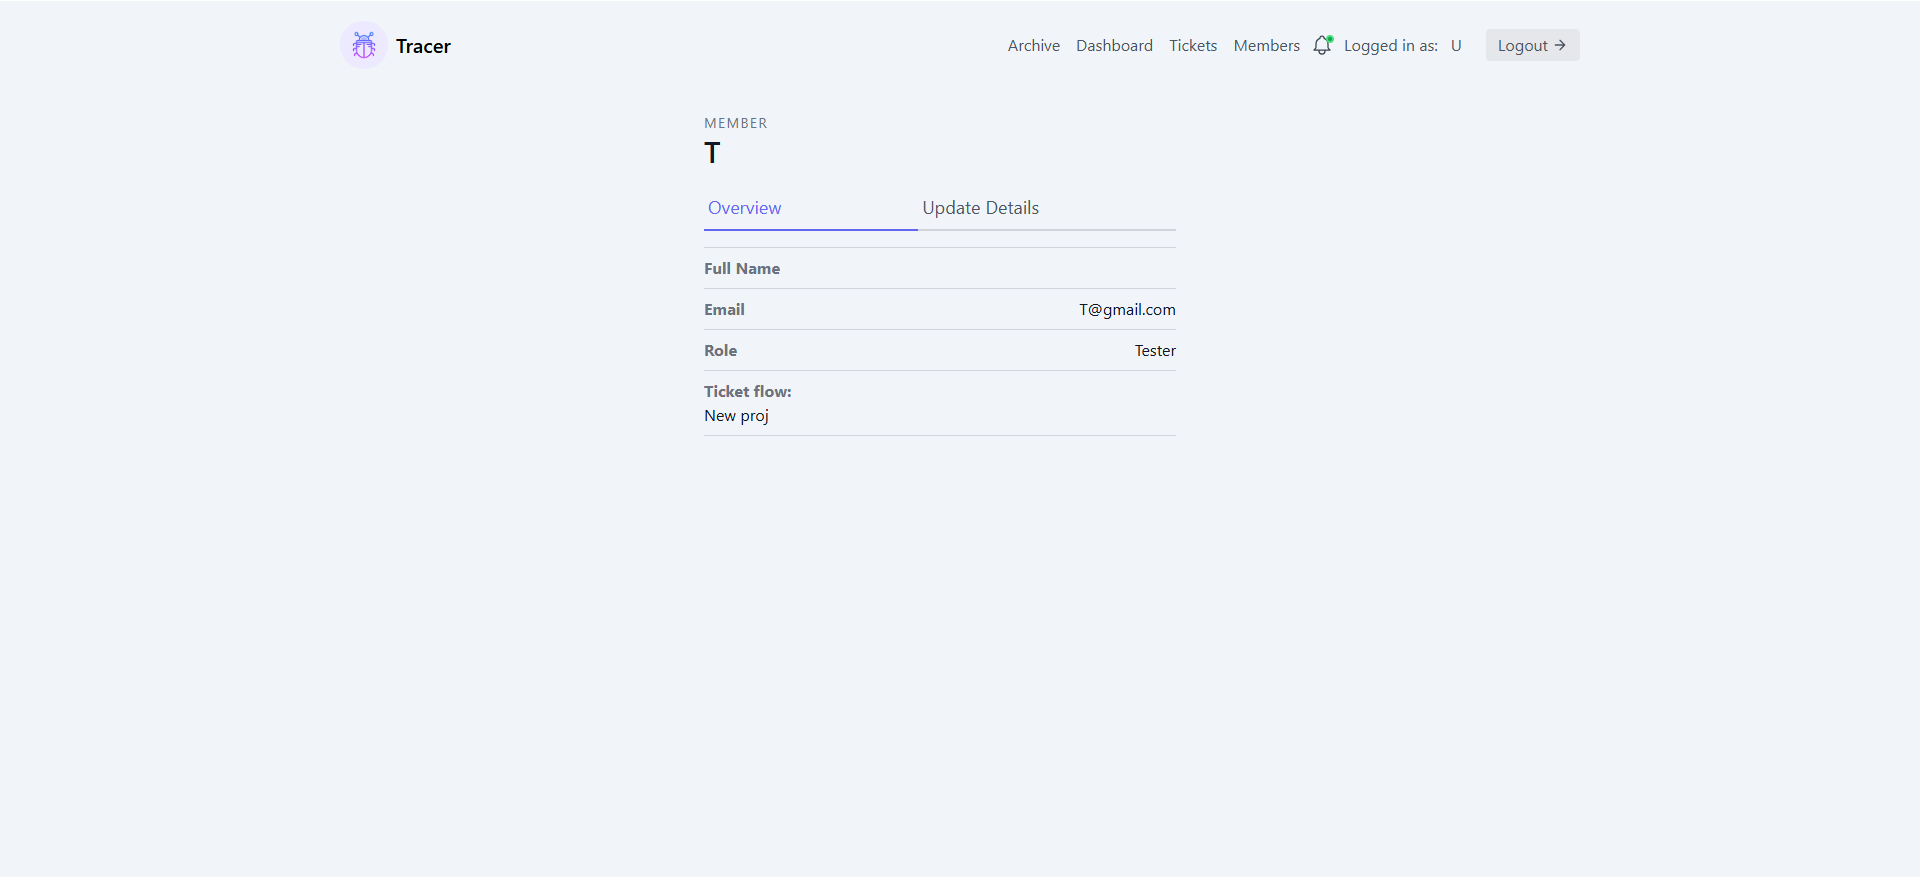 Tracer
Archive Dashboard Tickets Members Logged in as: U Logout →
MEMBER
T
Overview Update Details
Full Name
Email T@gmail.com
Role Tester
Ticket flow:
New proj